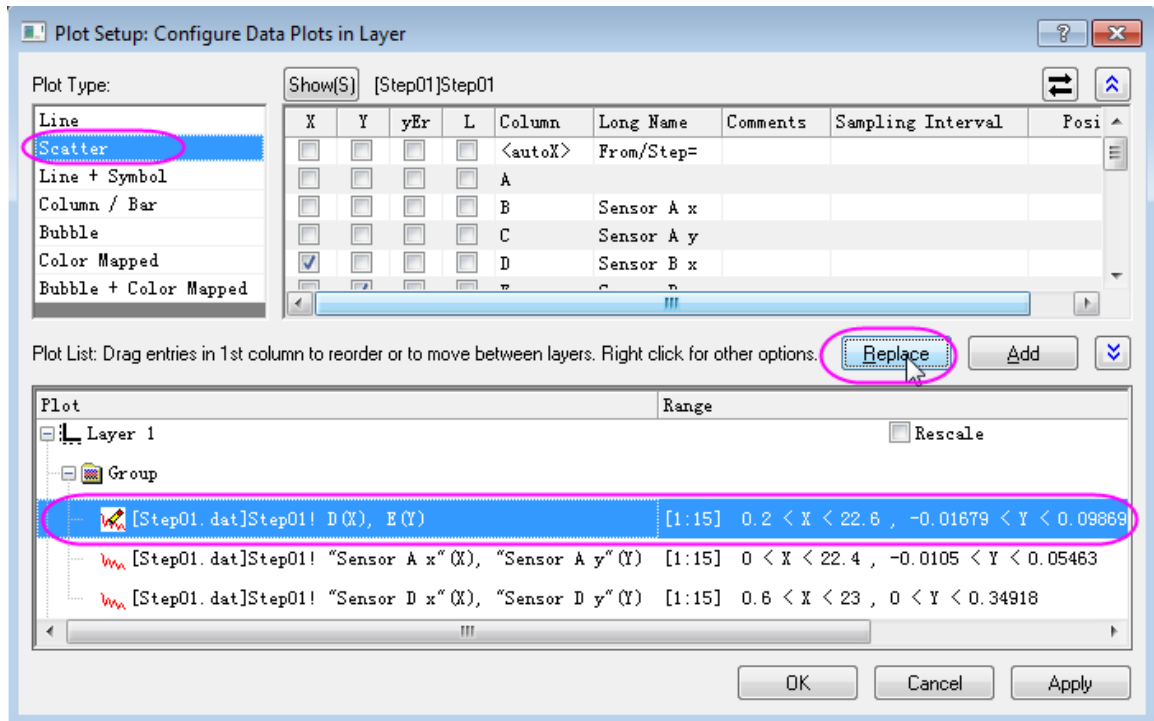 Plot Setup: Configure Data Plots in Layer
Plot Type:
Show(S) [Step01]Step01
Line
Scatter
Line + Symbol
Column / Bar
Bubble
Color Mapped
Bubble + Color Mapped
X Y yEr L Column Long Name Comments Sampling Interval Posi
<autoX> From/Step=
A
B Sensor A x
C Sensor A y
D Sensor B x
Plot List: Drag entries in 1st column to reorder or to move between layers. Right click for other options. Replace Add
Plot Range
Layer 1 Rescale
Group
[Step01.dat]Step01! D(X), E(Y) [1:15] 0.2 < X < 22.6 , -0.01679 < Y < 0.09869
[Step01.dat]Step01! "Sensor A x"(X), "Sensor A y"(Y) [1:15] 0 < X < 22.4 , -0.0105 < Y < 0.05463
[Step01.dat]Step01! "Sensor D x"(X), "Sensor D y"(Y) [1:15] 0.6 < X < 23 , 0 < Y < 0.34918
OK Cancel Apply